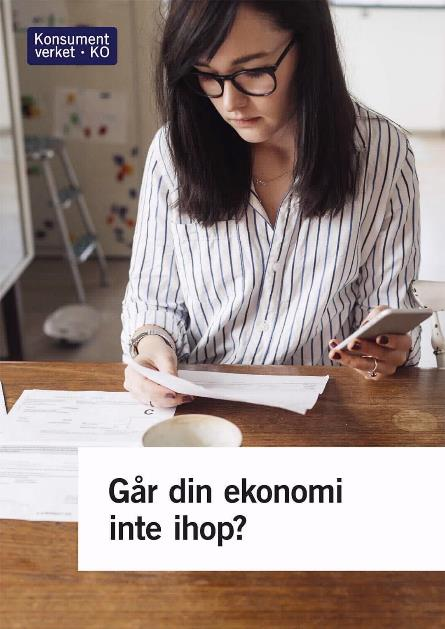 Konsument
verket · KO
Går din ekonomi
inte ihop?